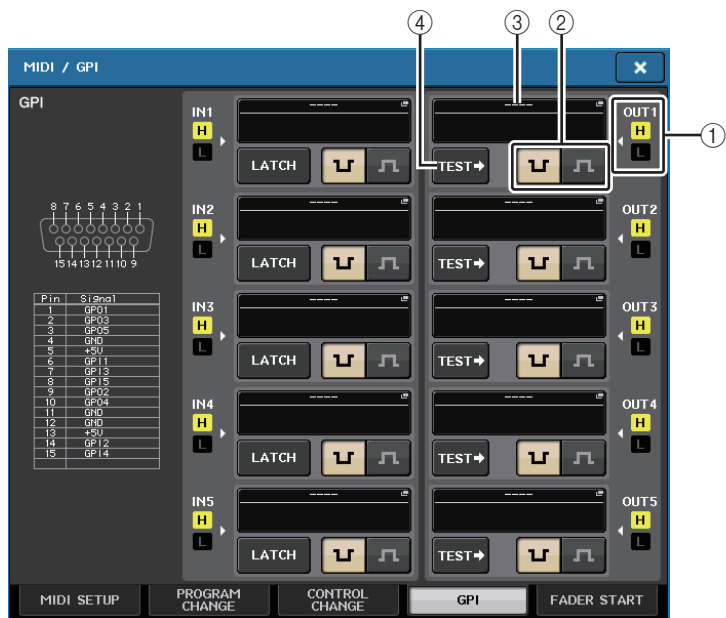 ④ ③ ②
MIDI / GPI
GPI
IN1
H
L
----
LATCH
----
TEST
OUT1
H
L
①
8 7 6 5 4 3 2 1
15 14 13 12 11 10 9
IN2
H
L
----
LATCH
----
TEST
OUT2
H
L
Pin Signal
1 GPO1
2 GPO3
3 GPO5
4 GND
5 +5V
6 GPI1
7 GPI3
8 GPI5
9 GPO2
10 GPO4
11 GND
12 GND
13 +5V
14 GPI2
15 GPI4
IN3
H
L
----
LATCH
----
TEST
OUT3
H
L
IN4
H
L
----
LATCH
----
TEST
OUT4
H
L
IN5
H
L
----
LATCH
----
TEST
OUT5
H
L
MIDI SETUP
PROGRAM
CHANGE
CONTROL
CHANGE
GPI
FADER START